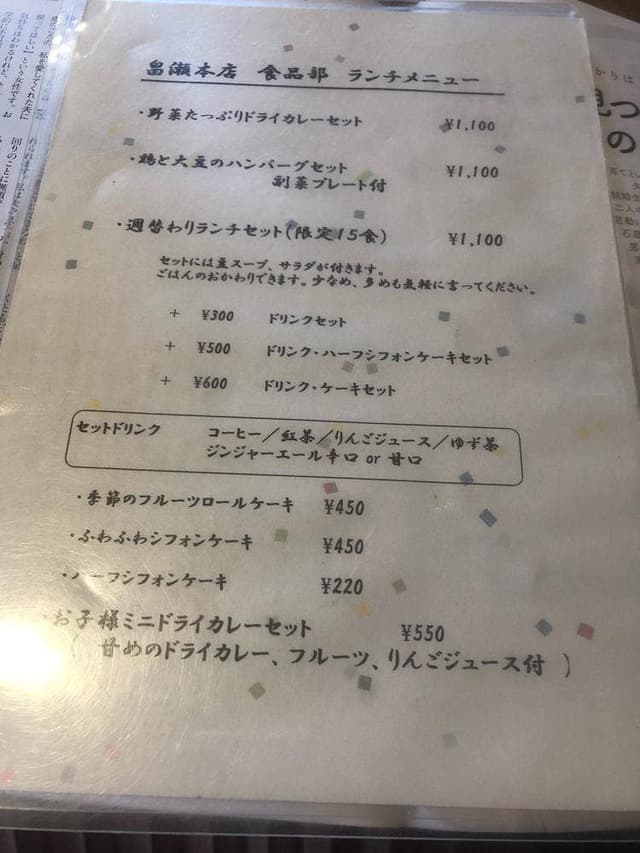 畠瀬本店 食品部 ランチメニュー
・野菜たっぷりドライカレーセット ¥1,100
・鶏と大豆のハンバーグセット ¥1,100
副菜プレート付
・週替わりランチセット(限定15食) ¥1,100
セットには豆スープ、サラダが付きます。
ごはんのおかわりできます。少なめ、多めも気軽に言ってください。
+ ¥300 ドリンクセット
+ ¥500 ドリンク・ハーフシフォンケーキセット
+ ¥600 ドリンク・ケーキセット
セットドリンク コーヒー/紅茶/りんごジュース/ゆず茶
ジンジャーエール辛口 or 甘口
・季節のフルーツロールケーキ ¥450
・ふわふわシフォンケーキ ¥450
・ハーフシフォンケーキ ¥220
・お子様ミニドライカレーセット ¥550
( 甘めのドライカレー、フルーツ、りんごジュース付 )